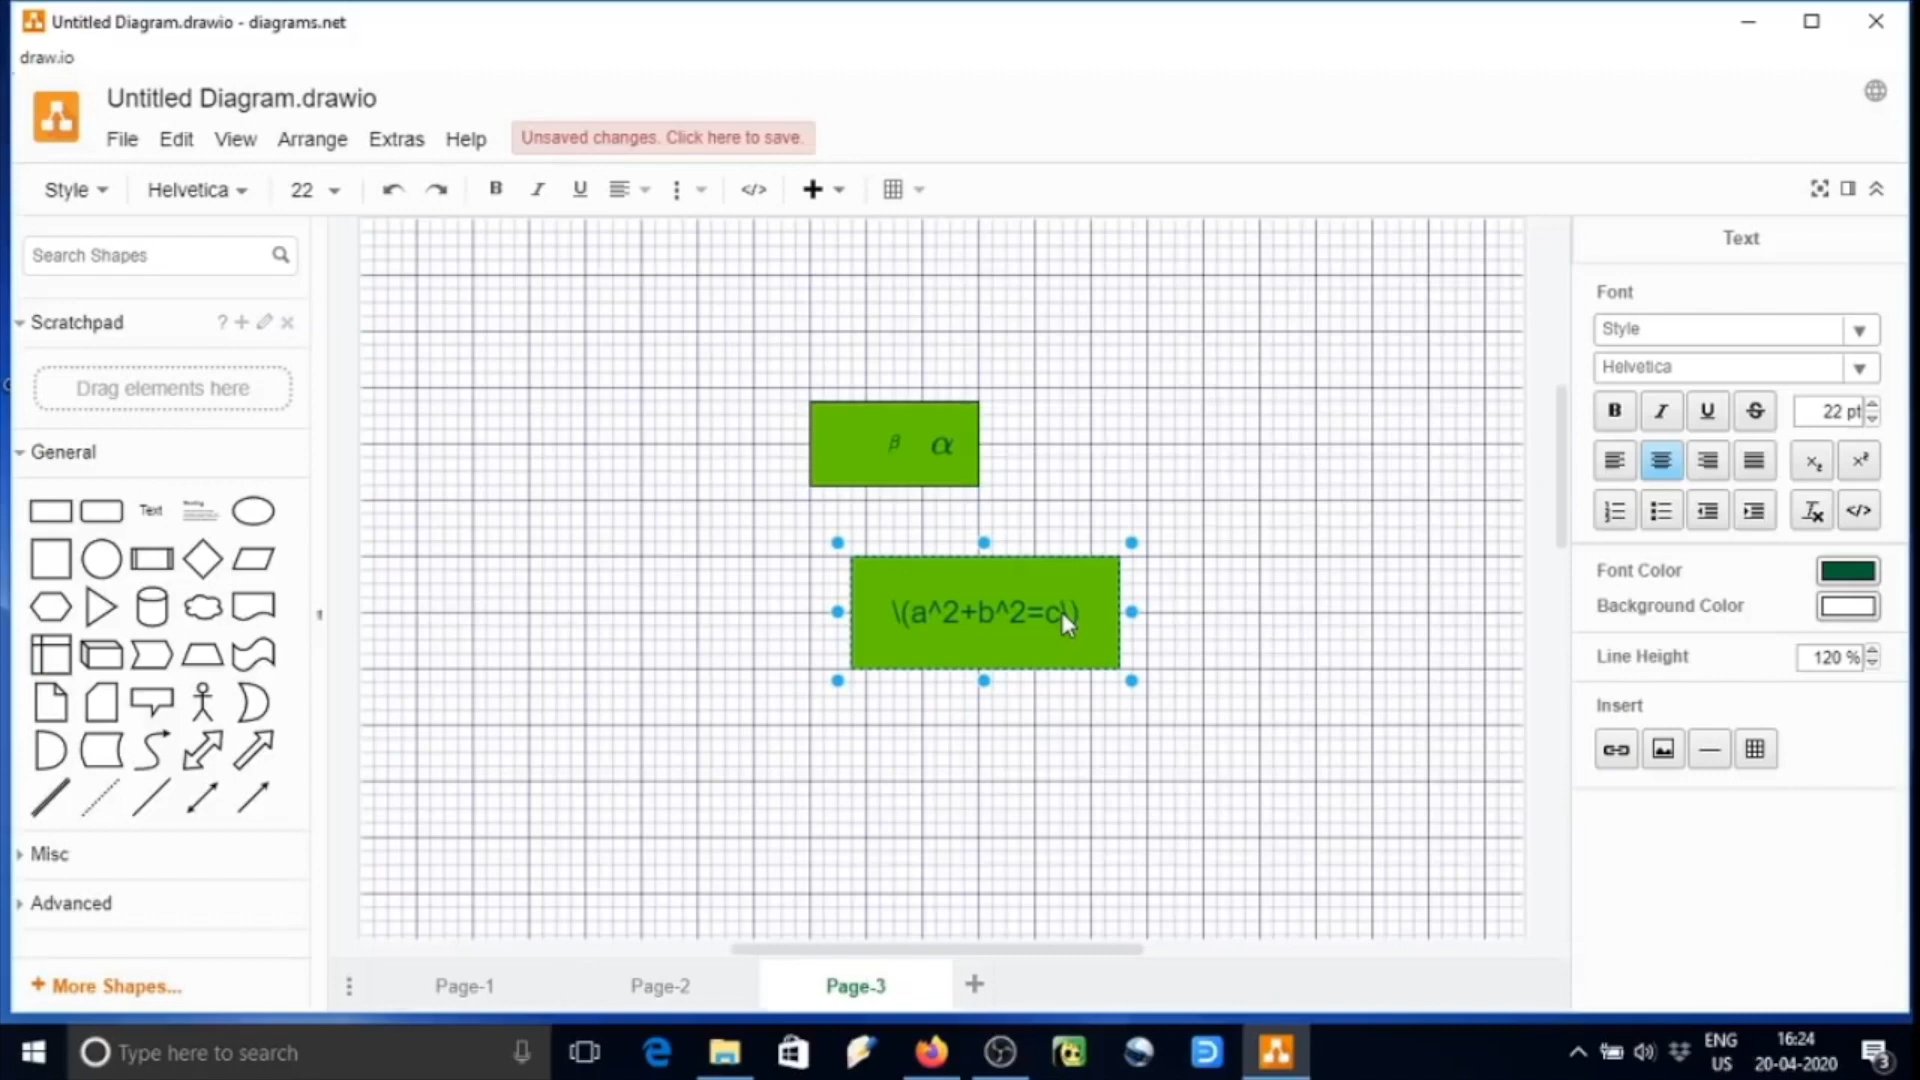 Untitled Diagram.drawio - diagrams.net
draw.io
Untitled Diagram.drawio
File Edit View Arrange Extras Help Unsaved changes. Click here to save.
Style Helvetica 22 B I U </>
Search Shapes
Scratchpad ?
Drag elements here
General
Text
Misc
Advanced
+ More Shapes...
β α
\(a^2+b^2=c\)
Page-1 Page-2 Page-3 +
Text
Font
Style
Helvetica
B I U S 22 pt
</>
Font Color
Background Color
Line Height 120 %
Insert
Type here to search
ENG
US
16:24
20-04-2020
3